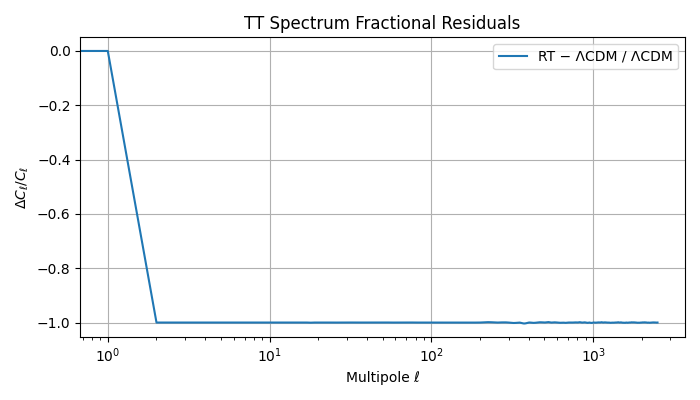 TT Spectrum Fractional Residuals
RT − ΛCDM / ΛCDM
ΔCℓ/Cℓ
0.0
−0.2
−0.4
−0.6
−0.8
−1.0
10⁰
10¹
10²
10³
Multipole ℓ